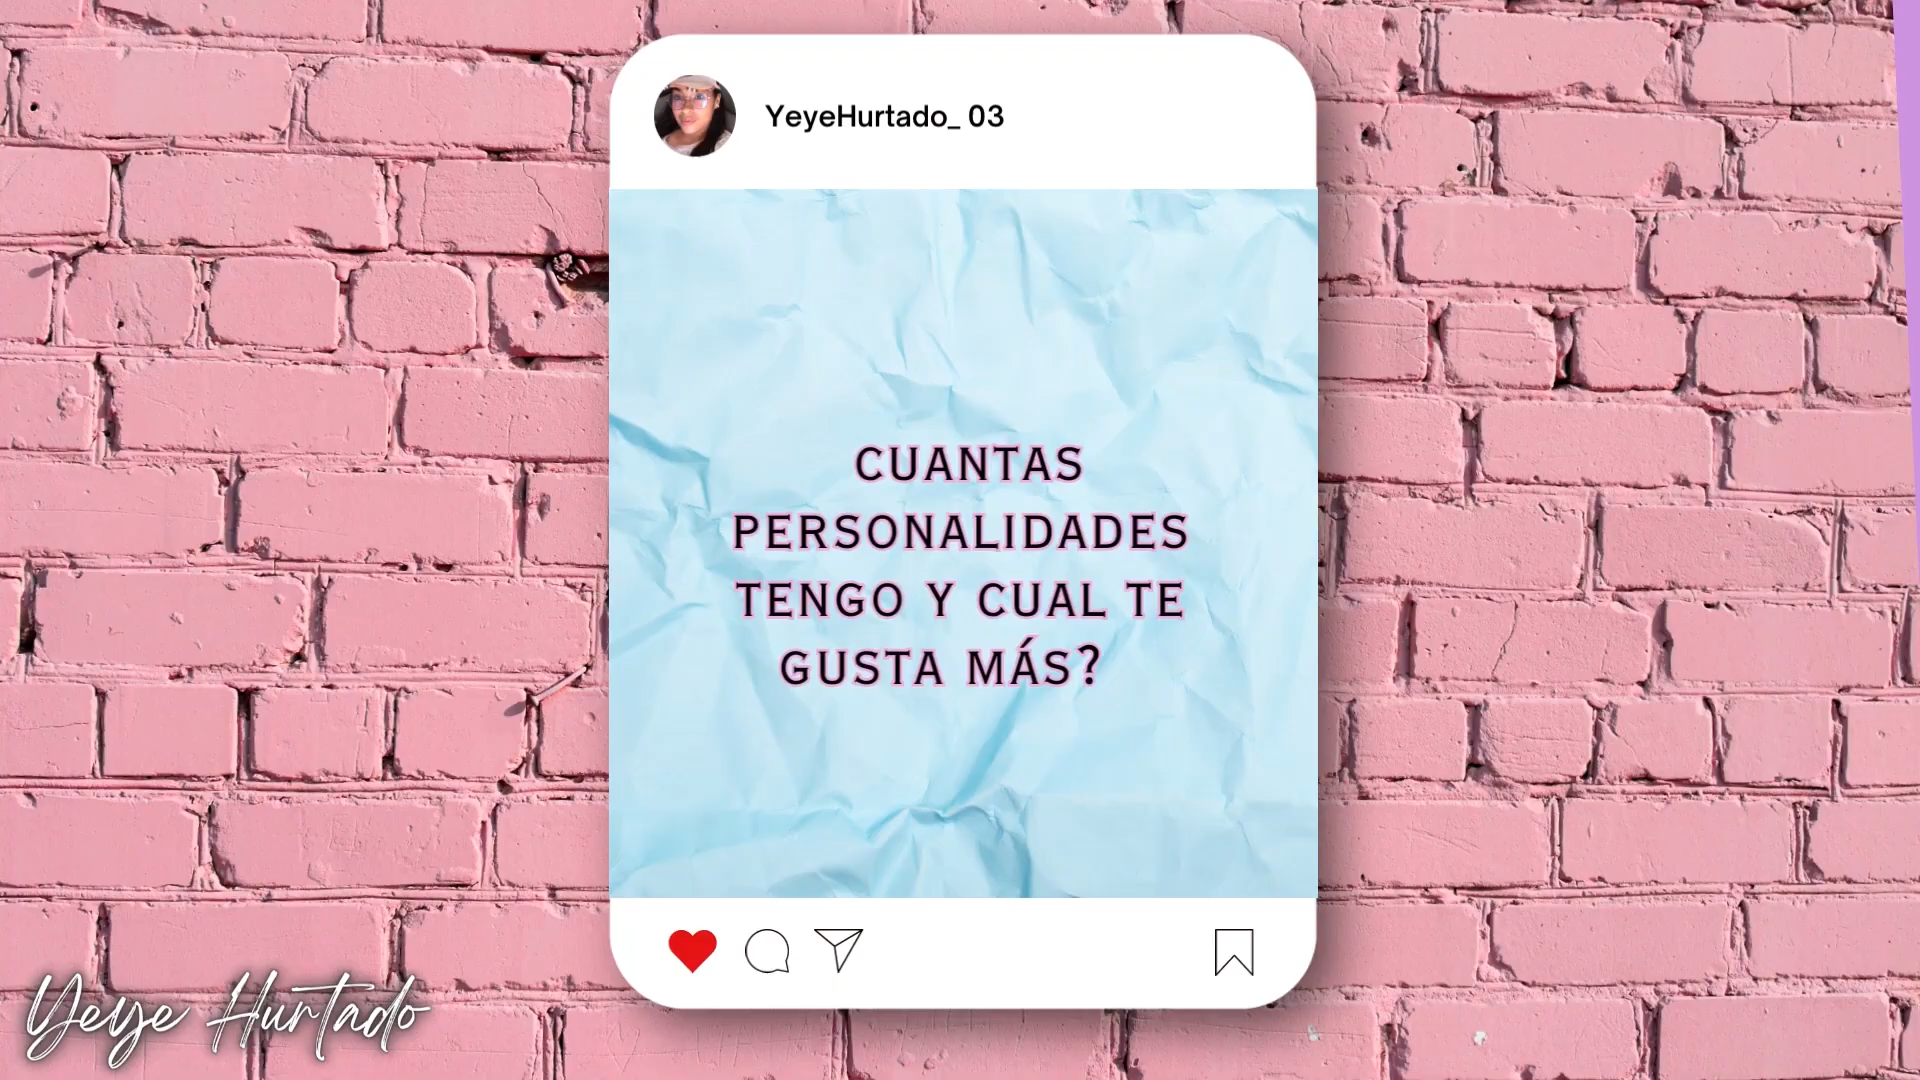 YeyeHurtado_ 03
CUANTAS
PERSONALIDADES
TENGO Y CUAL TE
GUSTA MÁS?
Yeye Hurtado